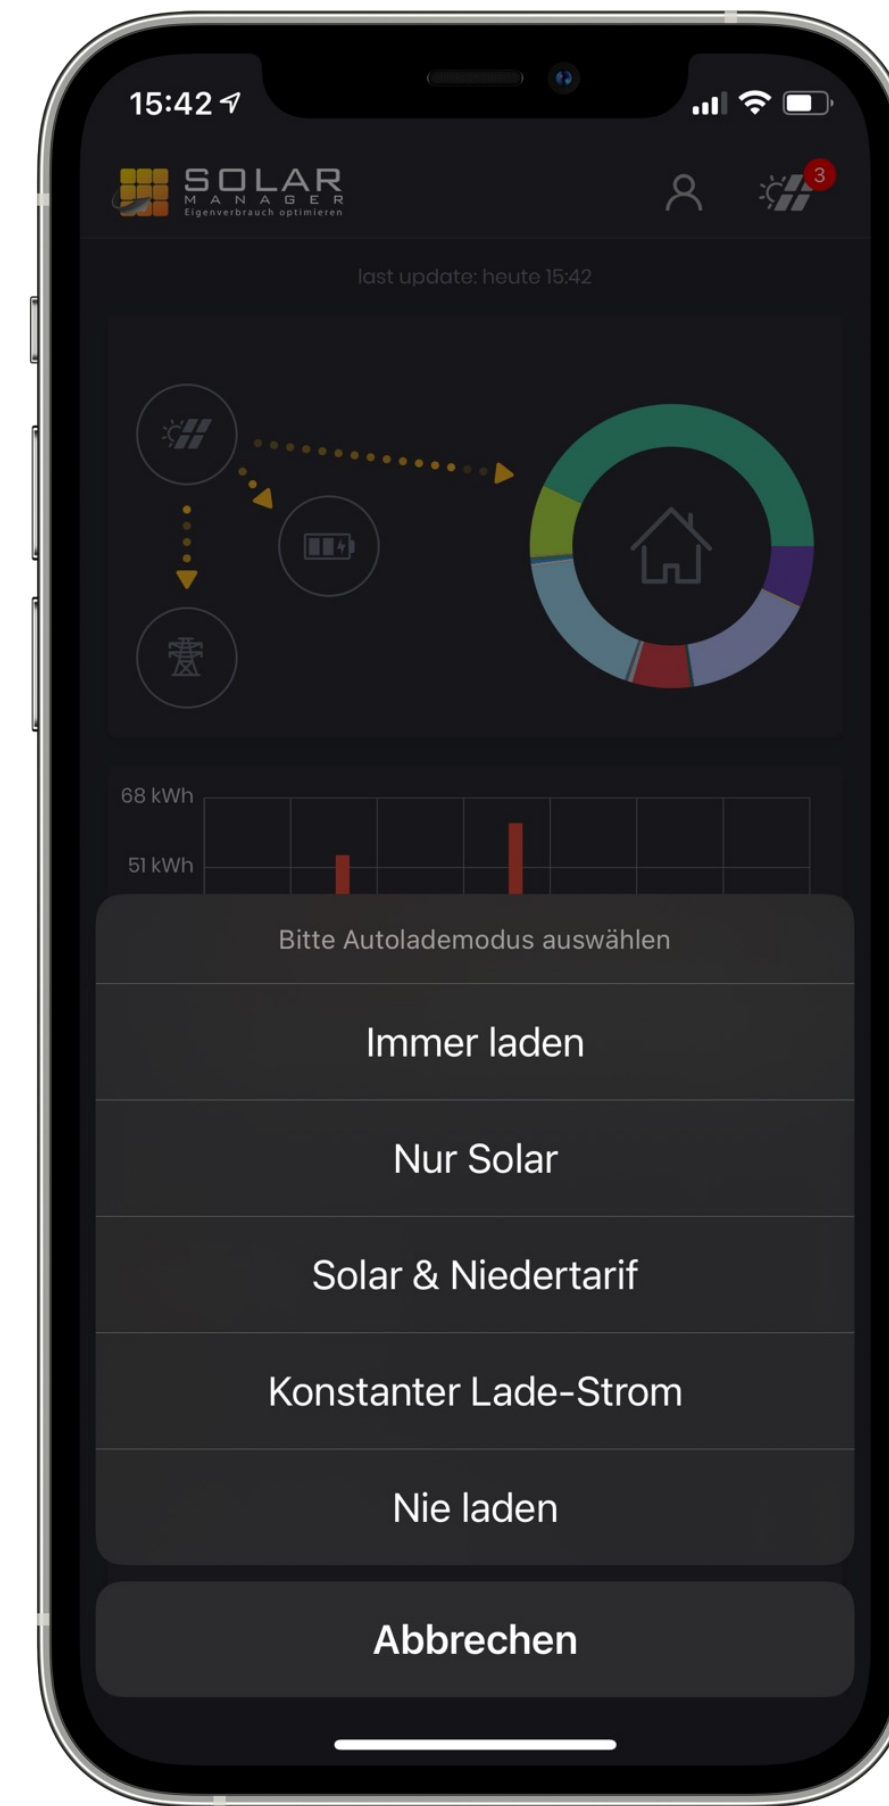 15:42
SOLAR
MANAGER
Eigenverbrauch optimieren
3
last update: heute 15:42
68 kWh
51 kWh
Bitte Autolademodus auswählen
Immer laden
Nur Solar
Solar & Niedertarif
Konstanter Lade-Strom
Nie laden
Abbrechen